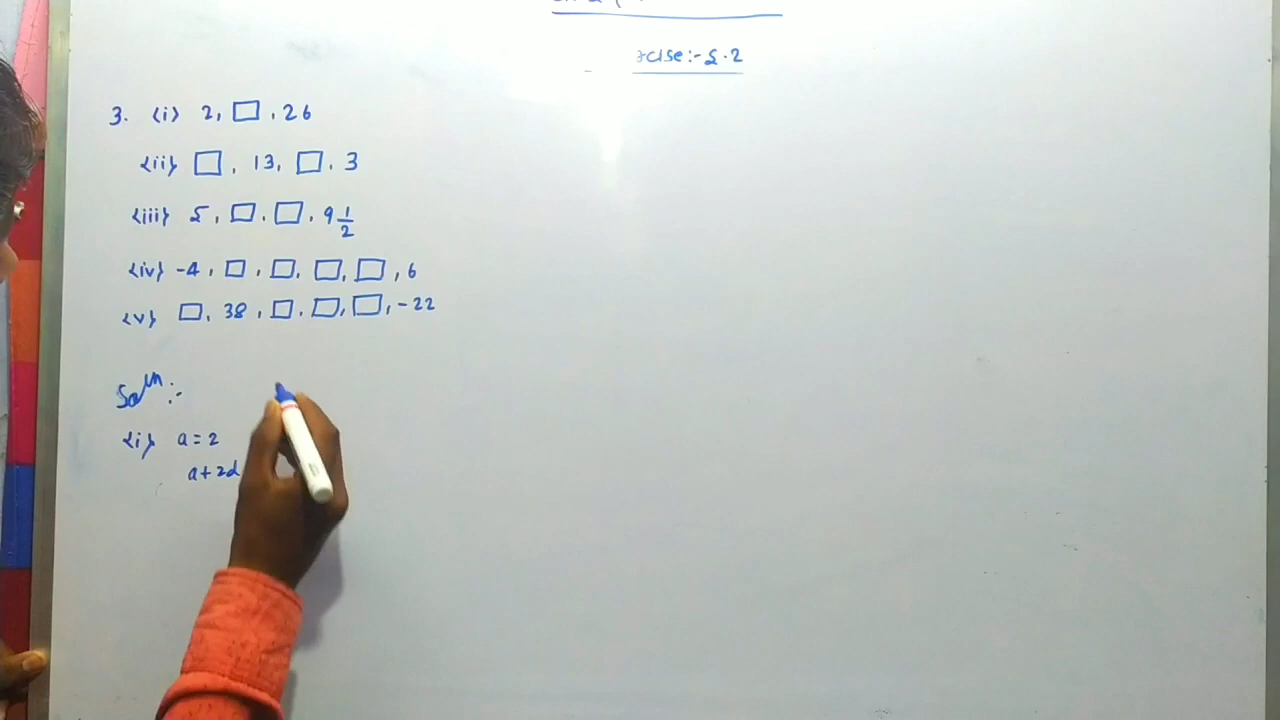 :- 5.2
3. (i) 2, □, 26
(ii) □, 13, □, 3
(iii) 5, □, □, 9 1/2
(iv) -4, □, □, □, □, 6
(v) □, 38, □, □, □, -22
Soln :-
(i) a = 2
a + 2d